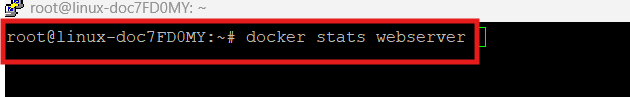 root@linux-doc7FD0MY: ~
root@linux-doc7FD0MY:~# docker stats webserver